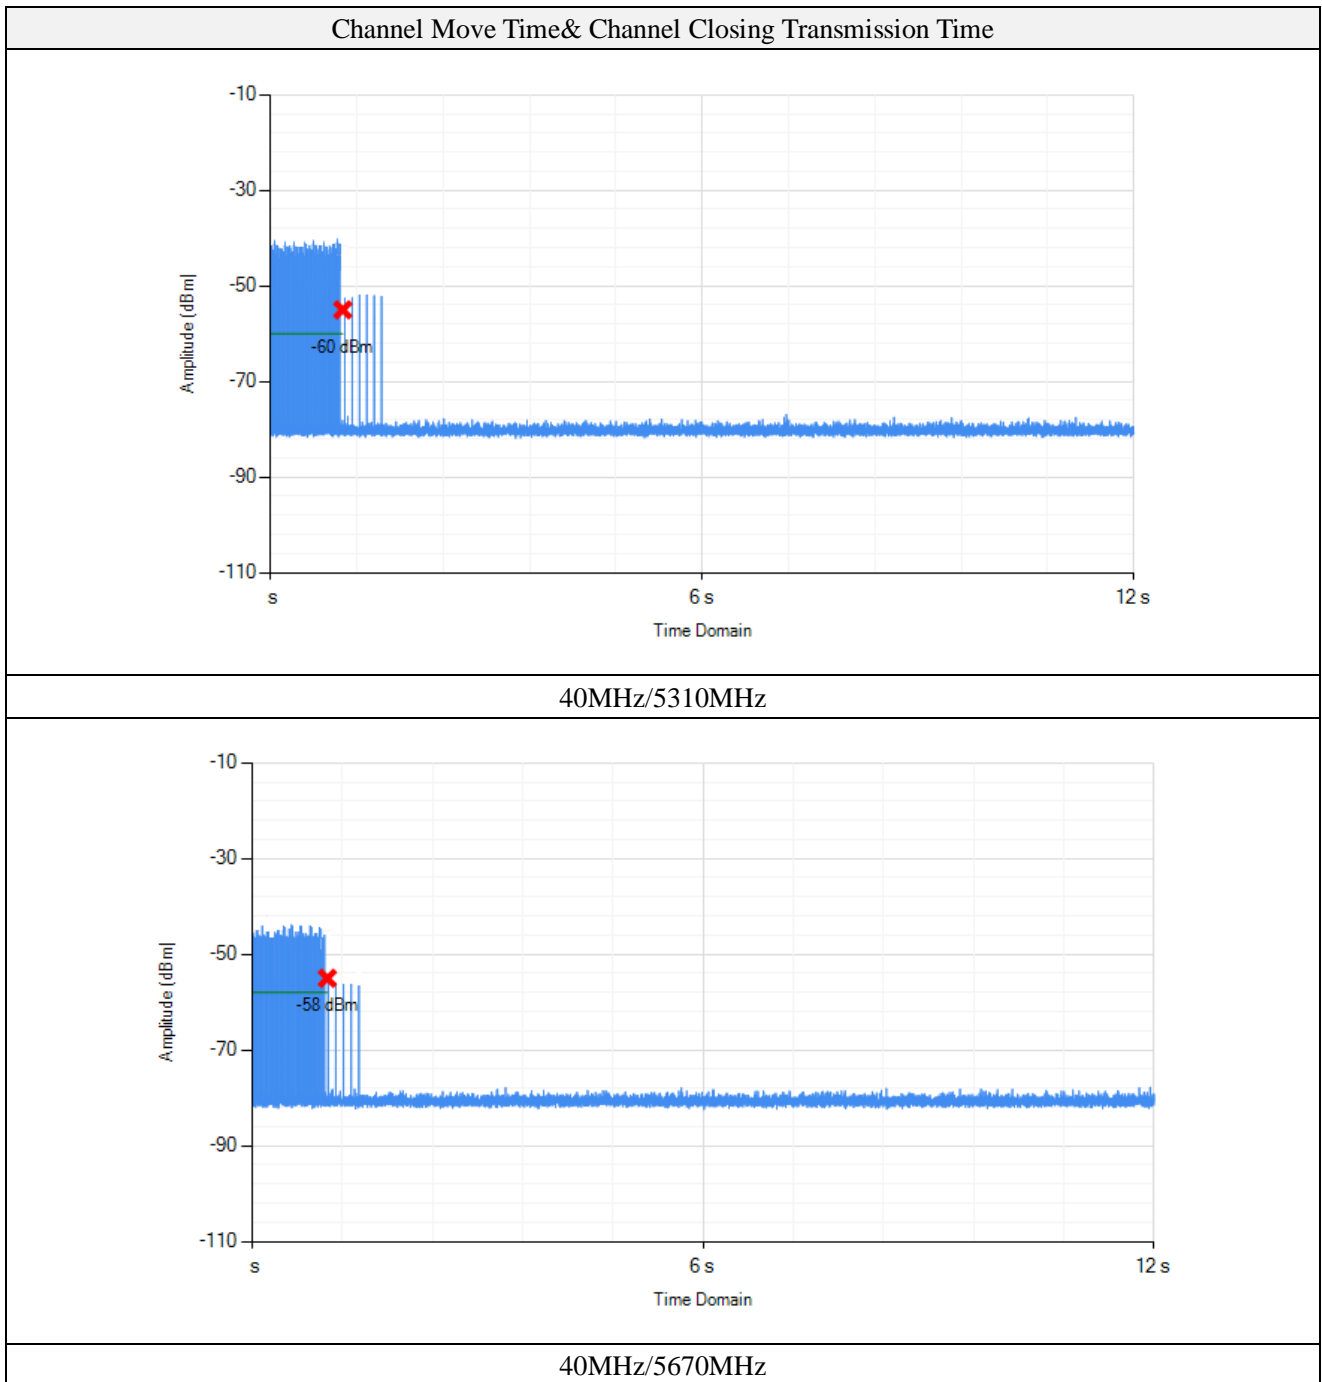 Channel Move Time& Channel Closing Transmission Time
-10
-30
-50
-70
-90
-110
Amplitude [dBm]
-60 dBm
s
6 s
12 s
Time Domain
40MHz/5310MHz
-10
-30
-50
-70
-90
-110
Amplitude [dBm]
-58 dBm
s
6 s
12 s
Time Domain
40MHz/5670MHz